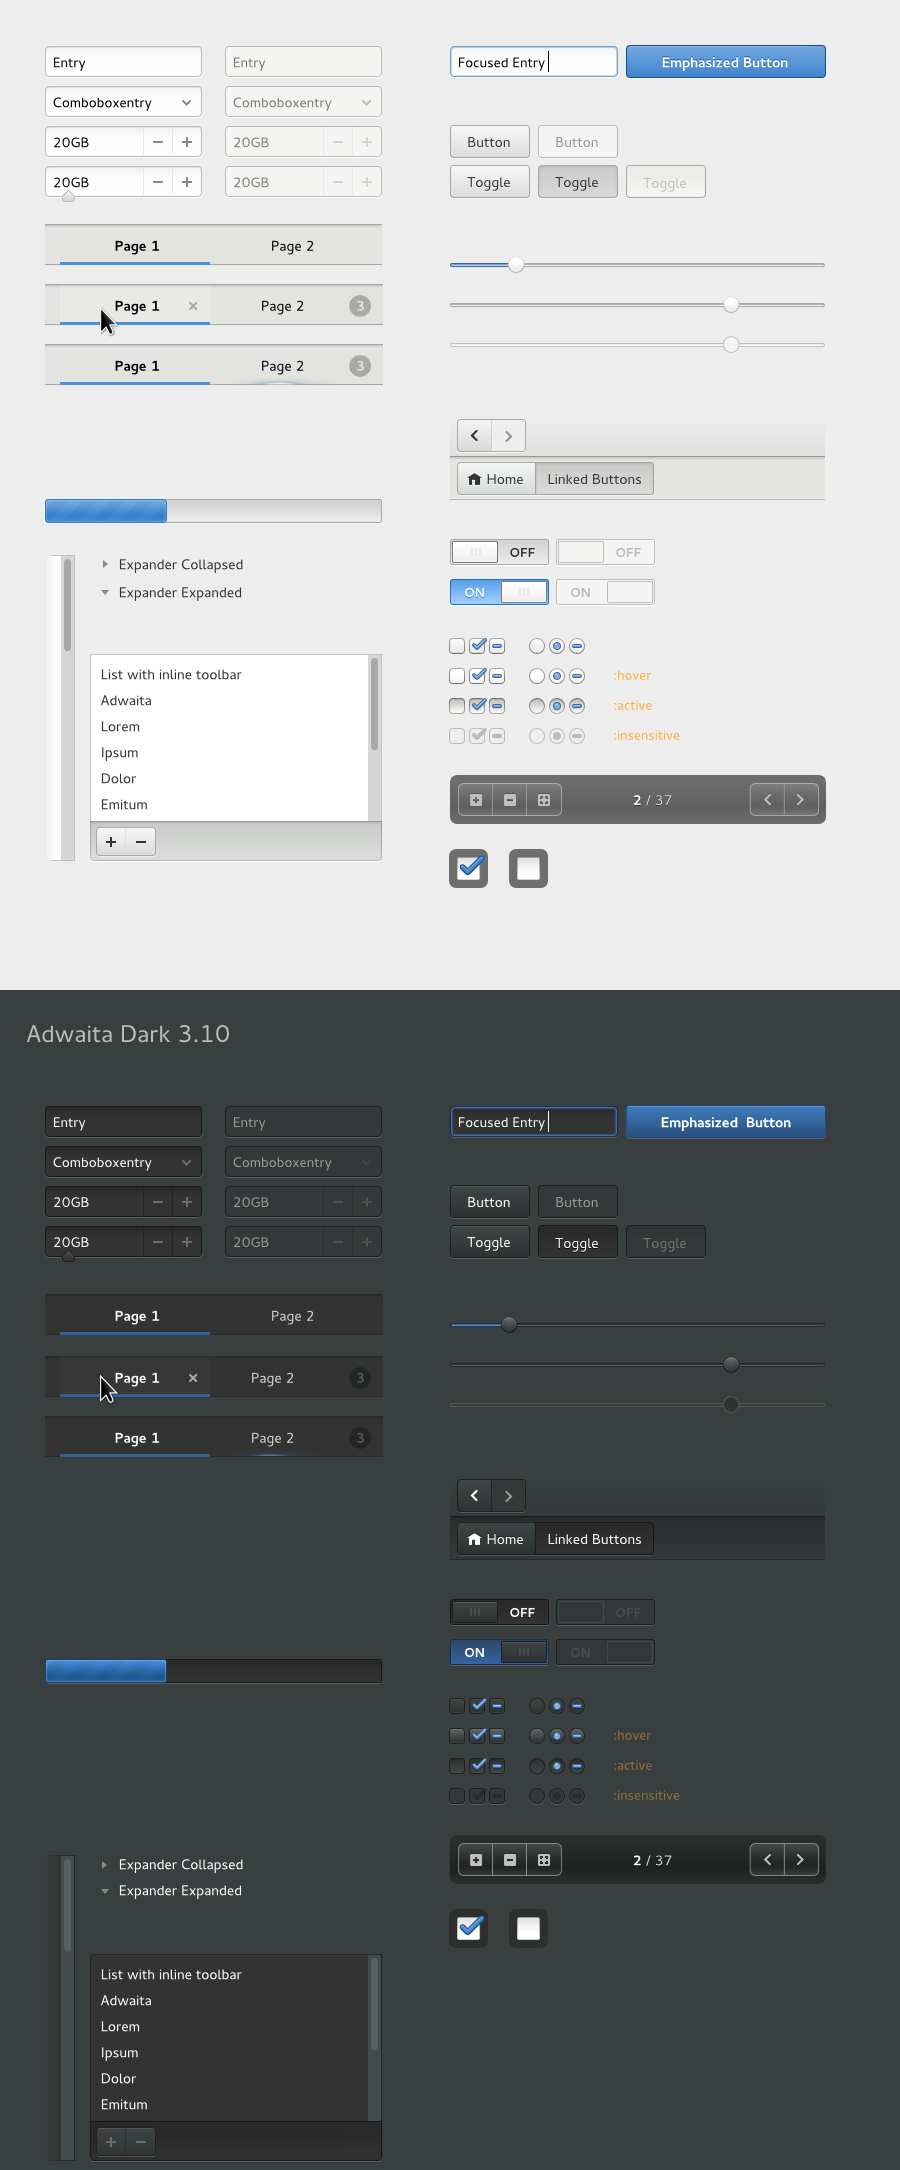 Entry
Entry
Focused Entry
Emphasized Button
Comboboxentry
Comboboxentry
20GB
20GB
Button
Button
20GB
20GB
Toggle
Toggle
Toggle
Page 1
Page 2
Page 1
Page 2
3
Page 1
Page 2
3
Home
Linked Buttons
OFF
OFF
ON
ON
Expander Collapsed
Expander Expanded
:hover
:active
:insensitive
List with inline toolbar
Adwaita
Lorem
Ipsum
Dolor
Emitum
2 / 37
Adwaita Dark 3.10
Entry
Entry
Focused Entry
Emphasized Button
Comboboxentry
Comboboxentry
20GB
20GB
Button
Button
20GB
20GB
Toggle
Toggle
Toggle
Page 1
Page 2
Page 1
Page 2
3
Page 1
Page 2
3
Home
Linked Buttons
OFF
OFF
ON
ON
:hover
:active
:insensitive
Expander Collapsed
Expander Expanded
2 / 37
List with inline toolbar
Adwaita
Lorem
Ipsum
Dolor
Emitum